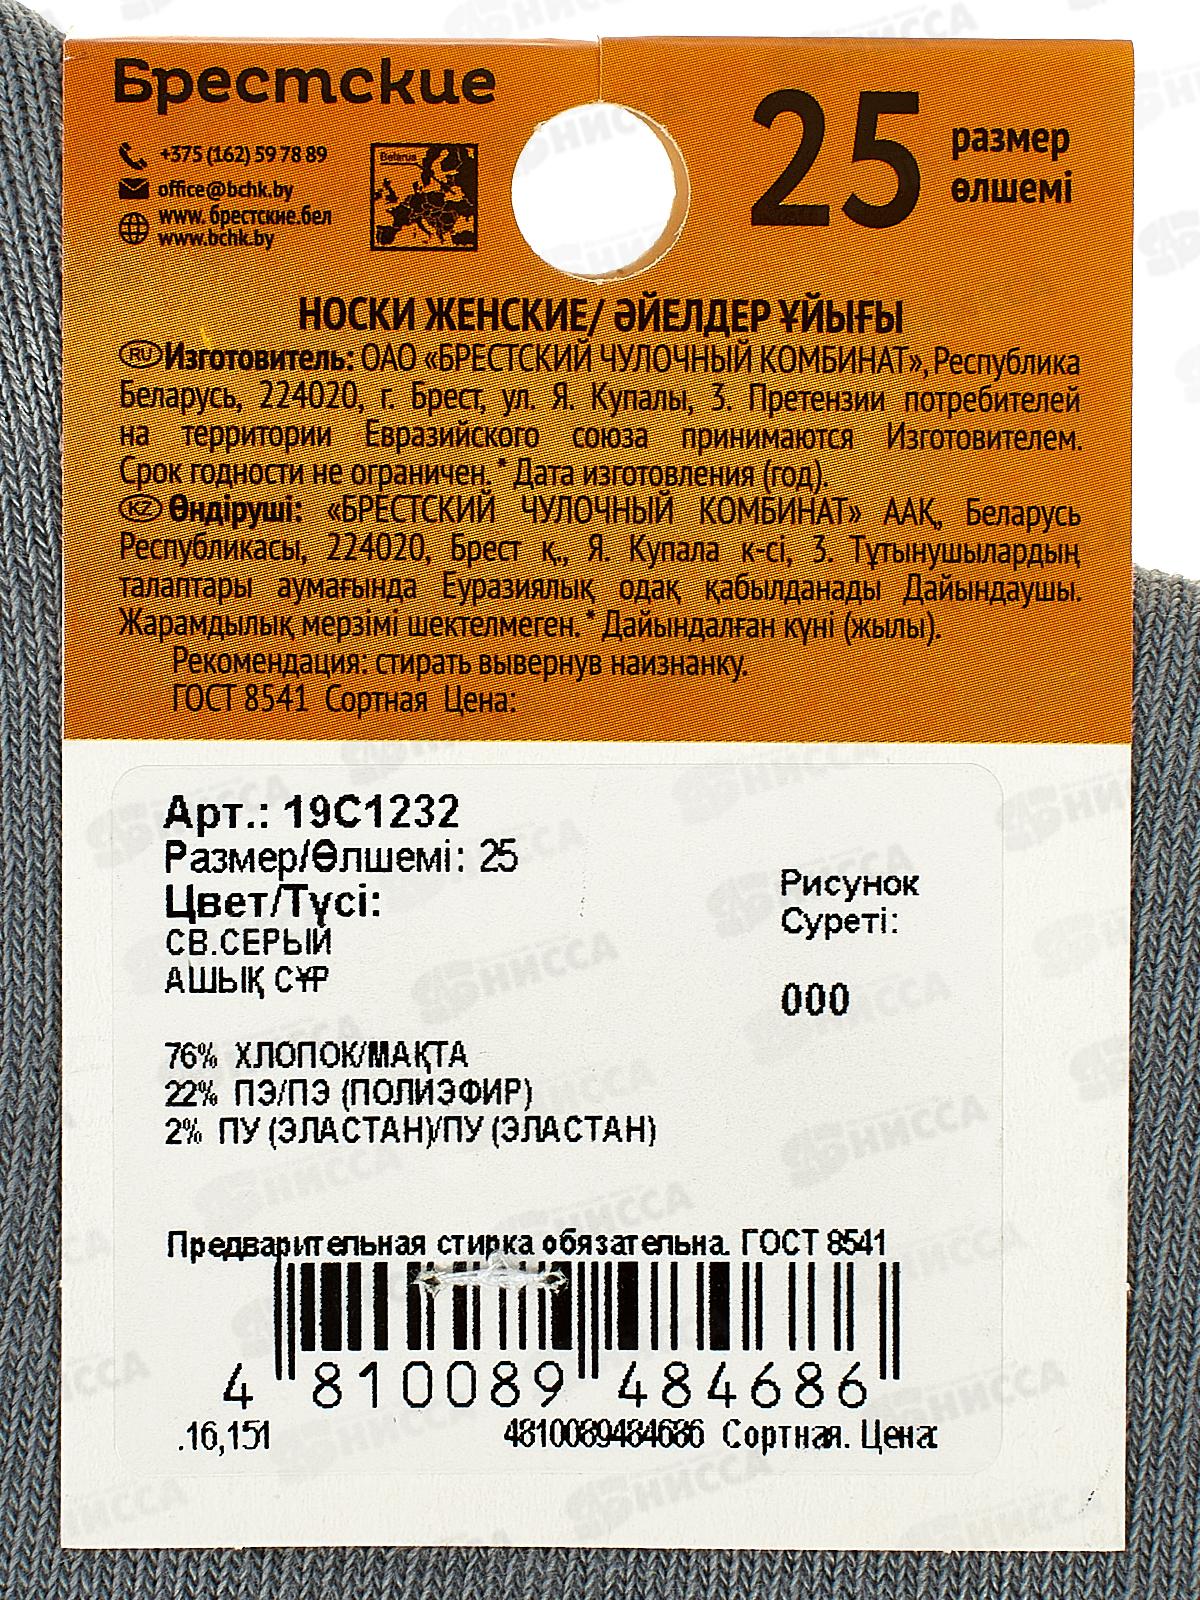 Брестские
+375 (162) 59 78 89
office@bchk.by
www. брестские.бел
www.bchk.by
Belarus
25 размер
өлшемі
НОСКИ ЖЕНСКИЕ/ ӘЙЕЛДЕР ҰЙЫҒЫ
RU Изготовитель: ОАО «БРЕСТСКИЙ ЧУЛОЧНЫЙ КОМБИНАТ», Республика
Беларусь, 224020, г. Брест, ул. Я. Купалы, 3. Претензии потребителей
на территории Евразийского союза принимаются Изготовителем.
Срок годности не ограничен. * Дата изготовления (год).
KZ Өндіруші: «БРЕСТСКИЙ ЧУЛОЧНЫЙ КОМБИНАТ» ААҚ, Беларусь
Республикасы, 224020, Брест қ., Я. Купала к-сі, 3. Тұтынушылардың
талаптары аумағында Еуразиялық одақ қабылданады Дайындаушы.
Жарамдылық мерзімі шектелмеген. * Дайындалған күні (жылы).
Рекомендация: стирать вывернув наизнанку.
ГОСТ 8541 Сортная Цена:
Арт.: 19С1232
Размер/Өлшемі: 25
Цвет/Түсі:
СВ.СЕРЫЙ
АШЫҚ СҰР
Рисунок
Суреті:
000
76% ХЛОПОК/МАҚТА
22% ПЭ/ПЭ (ПОЛИЭФИР)
2% ПУ (ЭЛАСТАН)/ПУ (ЭЛАСТАН)
Предварительная стирка обязательна. ГОСТ 8541
4 810089 484686
.16,151
4810089484686 Сортная. Цена:
НИССА